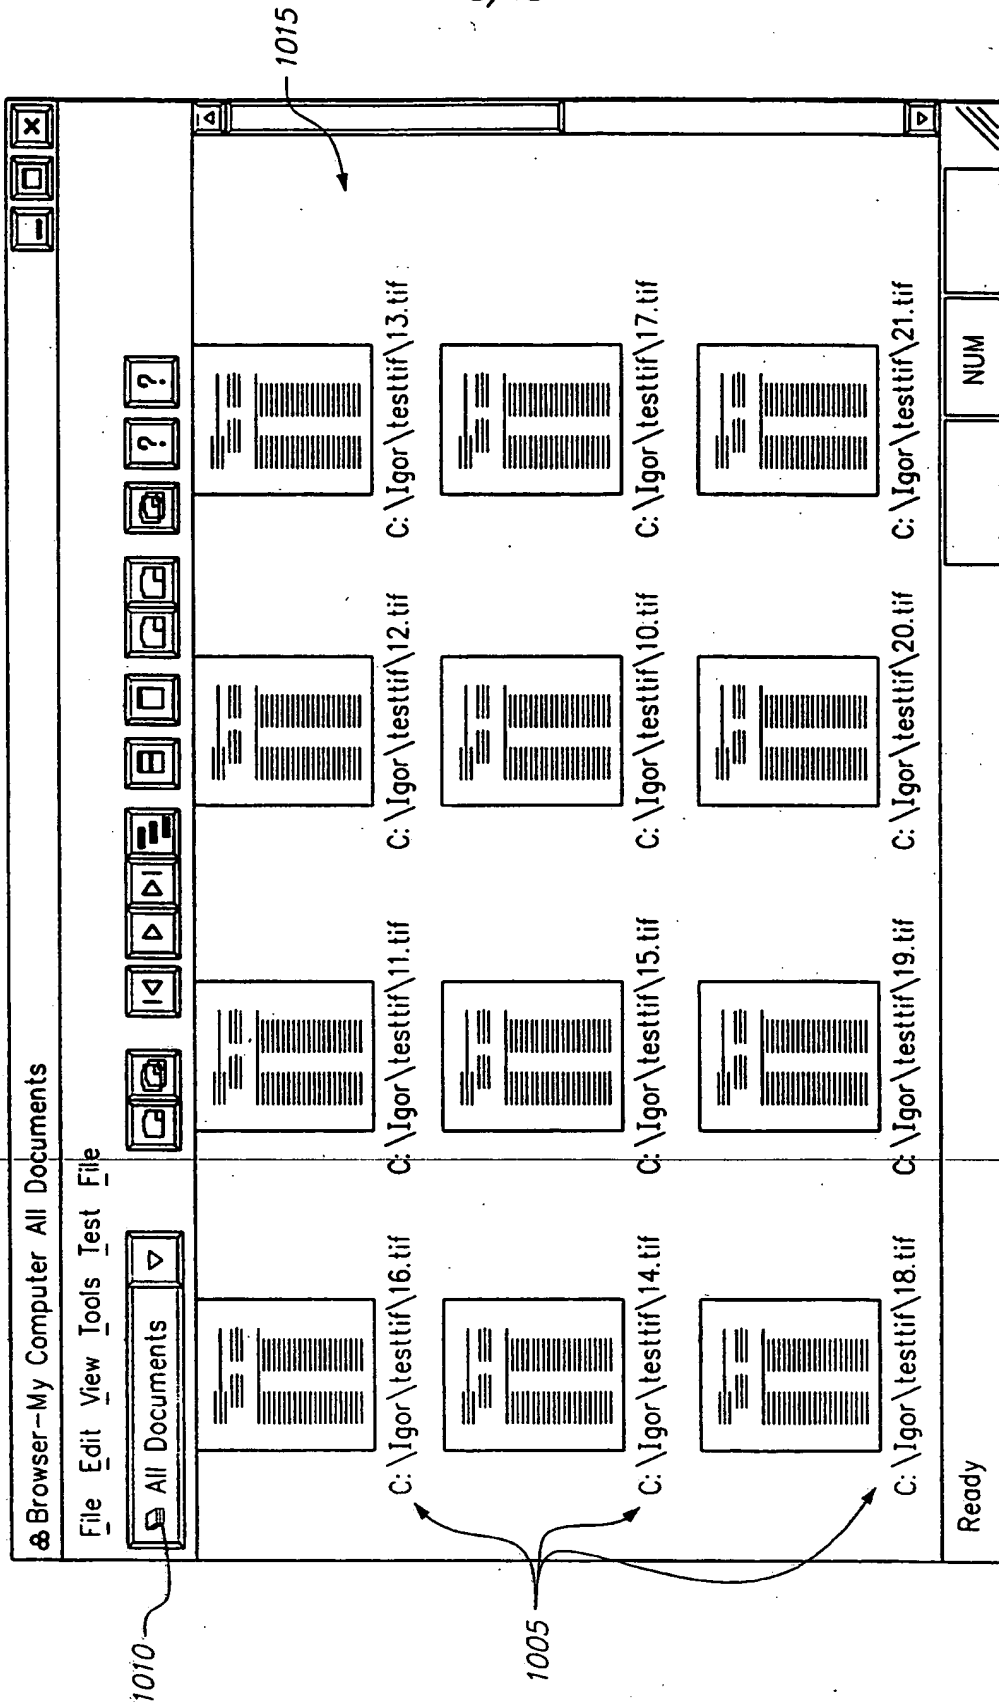 1015
Browser--My Computer All Documents
File Edit View Tools Test File
All Documents
? ?
1010
C:\Igor\testtif\16.tif C:\Igor\testtif\11.tif C:\Igor\testtif\12.tif C:\Igor\testtif\13.tif
C:\Igor\testtif\14.tif C:\Igor\testtif\15.tif C:\Igor\testtif\10.tif C:\Igor\testtif\17.tif
1005
C:\Igor\testtif\18.tif C:\Igor\testtif\19.tif C:\Igor\testtif\20.tif C:\Igor\testtif\21.tif
Ready NUM